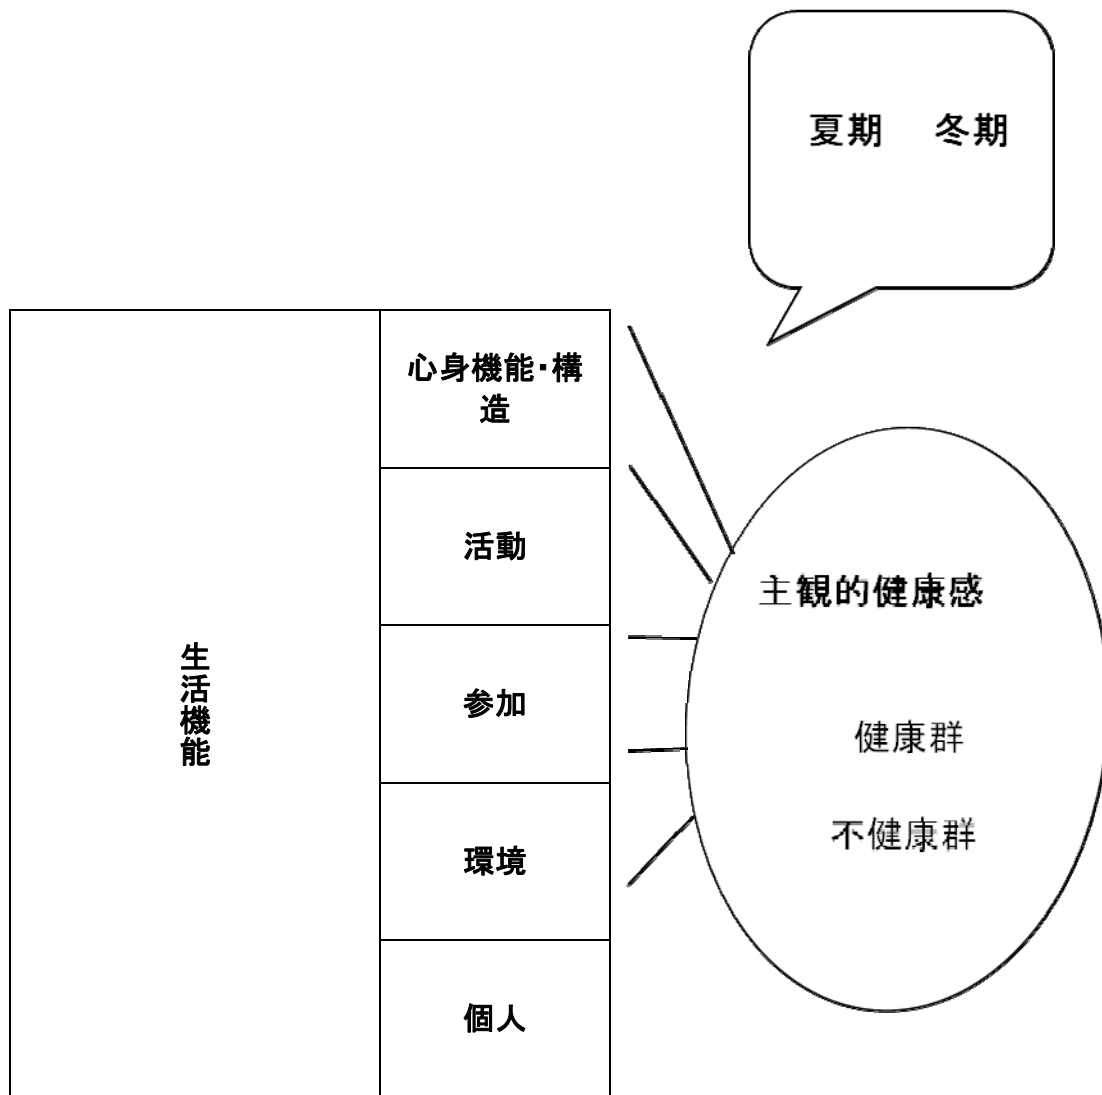 夏期 冬期
心身機能・構
造
活動
主観的健康感
生活機能
参加
健康群
不健康群
環境
個人